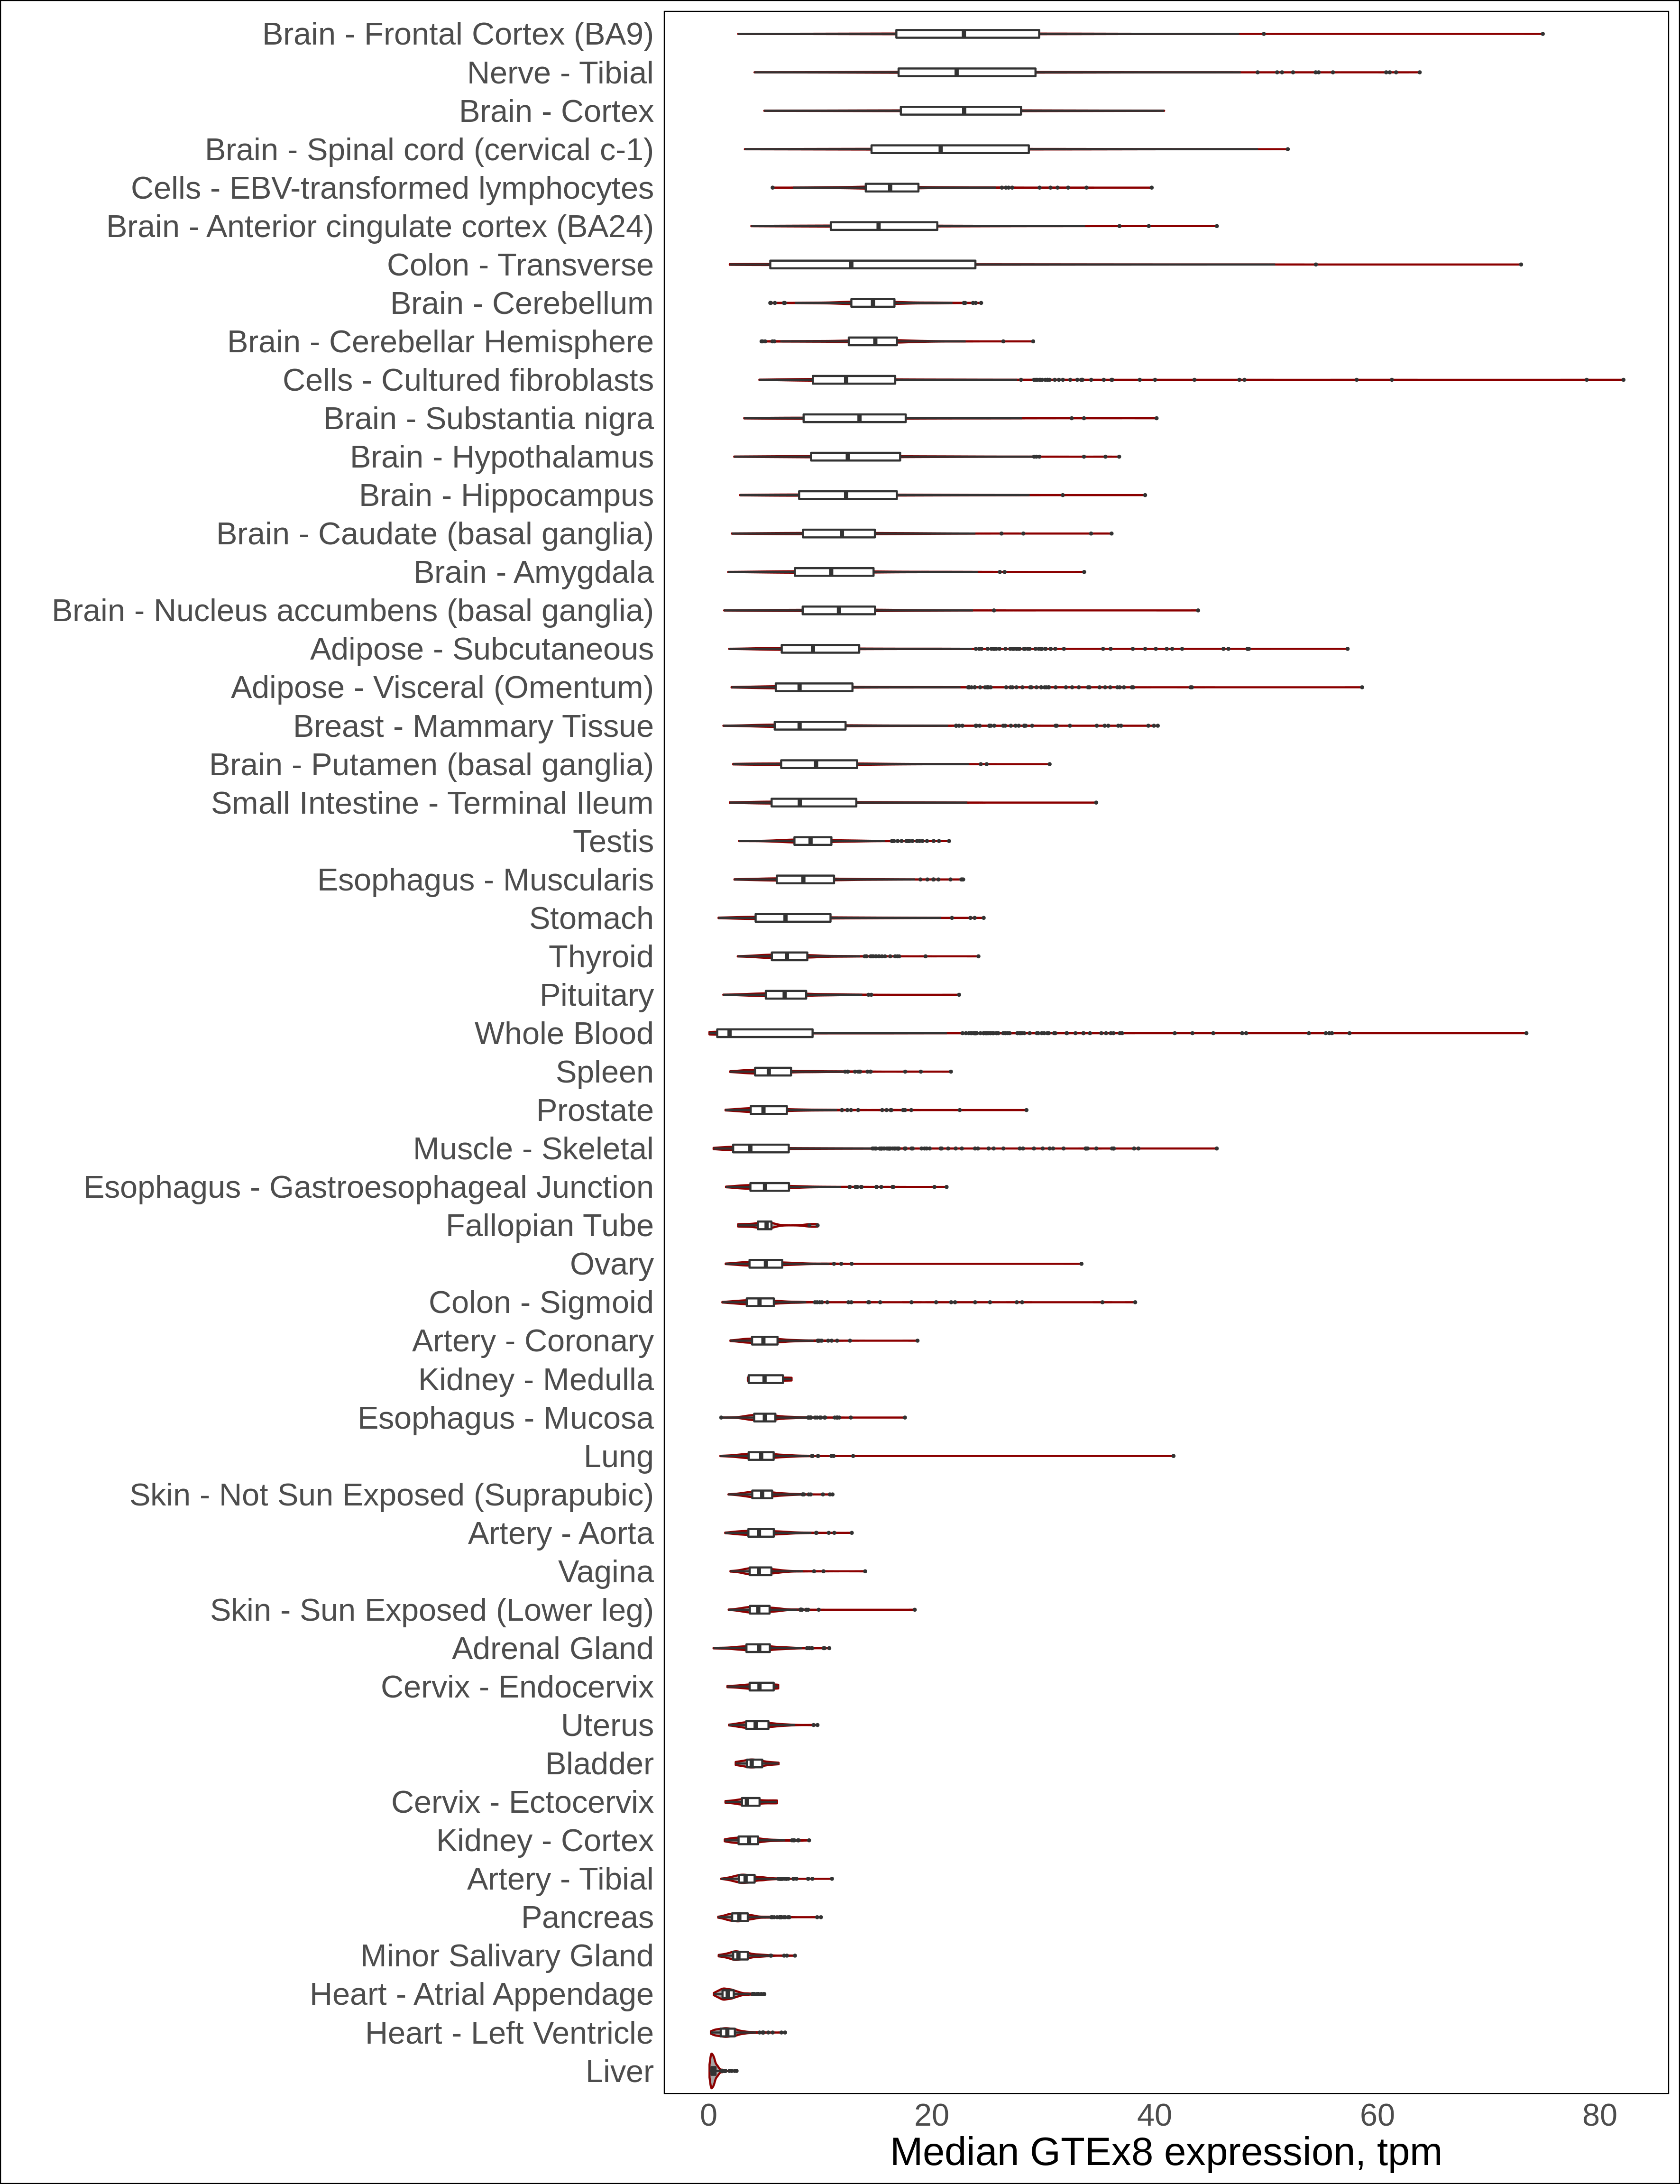 Brain - Frontal Cortex (BA9)
Nerve - Tibial
Brain - Cortex
Brain - Spinal cord (cervical c-1)
Cells - EBV-transformed lymphocytes
Brain - Anterior cingulate cortex (BA24)
Colon - Transverse
Brain - Cerebellum
Brain - Cerebellar Hemisphere
Cells - Cultured fibroblasts
Brain - Substantia nigra
Brain - Hypothalamus
Brain - Hippocampus
Brain - Caudate (basal ganglia)
Brain - Amygdala
Brain - Nucleus accumbens (basal ganglia)
Adipose - Subcutaneous
Adipose - Visceral (Omentum)
Breast - Mammary Tissue
Brain - Putamen (basal ganglia)
Small Intestine - Terminal Ileum
Testis
Esophagus - Muscularis
Stomach
Thyroid
Pituitary
Whole Blood
Spleen
Prostate
Muscle - Skeletal
Esophagus - Gastroesophageal Junction
Fallopian Tube
Ovary
Colon - Sigmoid
Artery - Coronary
Kidney - Medulla
Esophagus - Mucosa
Lung
Skin - Not Sun Exposed (Suprapubic)
Artery - Aorta
Vagina
Skin - Sun Exposed (Lower leg)
Adrenal Gland
Cervix - Endocervix
Uterus
Bladder
Cervix - Ectocervix
Kidney - Cortex
Artery - Tibial
Pancreas
Minor Salivary Gland
Heart - Atrial Appendage
Heart - Left Ventricle
Liver
0 20 40 60 80
Median GTEx8 expression, tpm